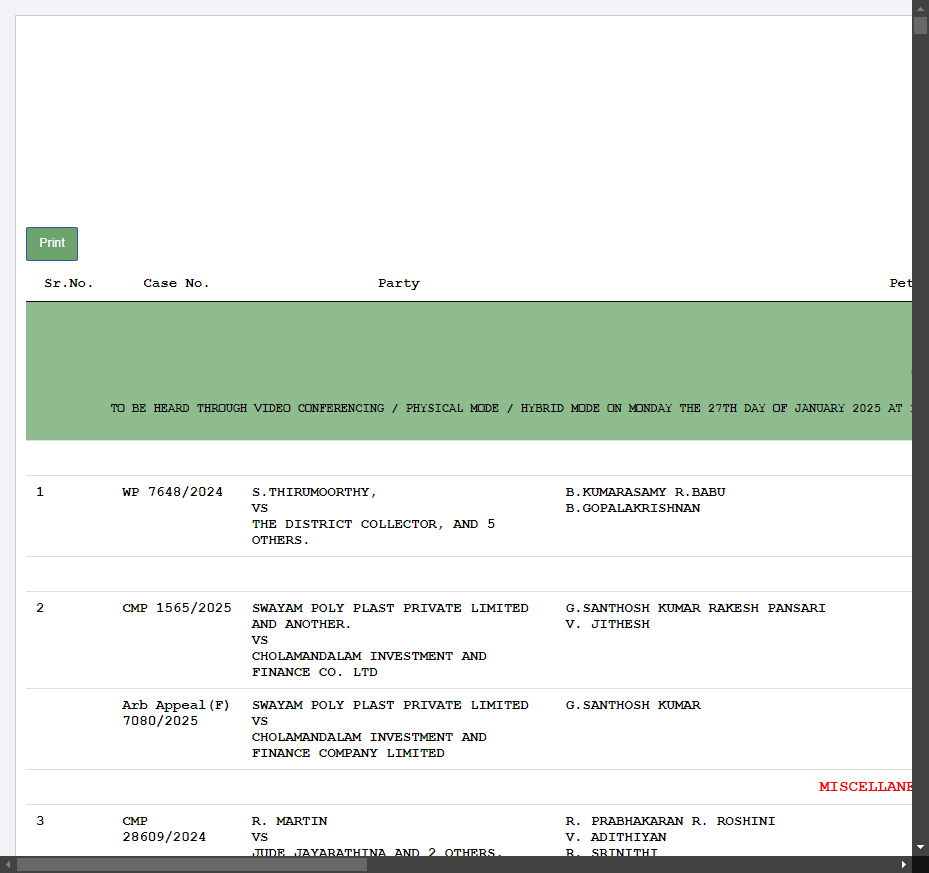 Print
Sr.No. Case No. Party Pet
TO BE HEARD THROUGH VIDEO CONFERENCING / PHYSICAL MODE / HYBRID MODE ON MONDAY THE 27TH DAY OF JANUARY 2025 AT
1 WP 7648/2024 S.THIRUMOORTHY, B.KUMARASAMY R.BABU
VS B.GOPALAKRISHNAN
THE DISTRICT COLLECTOR, AND 5
OTHERS.
2 CMP 1565/2025 SWAYAM POLY PLAST PRIVATE LIMITED G.SANTHOSH KUMAR RAKESH PANSARI
AND ANOTHER. V. JITHESH
VS
CHOLAMANDALAM INVESTMENT AND
FINANCE CO. LTD
Arb Appeal(F) SWAYAM POLY PLAST PRIVATE LIMITED G.SANTHOSH KUMAR
7080/2025 VS
CHOLAMANDALAM INVESTMENT AND
FINANCE COMPANY LIMITED
MISCELLANE
3 CMP R. MARTIN R. PRABHAKARAN R. ROSHINI
28609/2024 VS V. ADITHIYAN
JUDE JAYARATHINA AND 2 OTHERS. R. SRINITHI